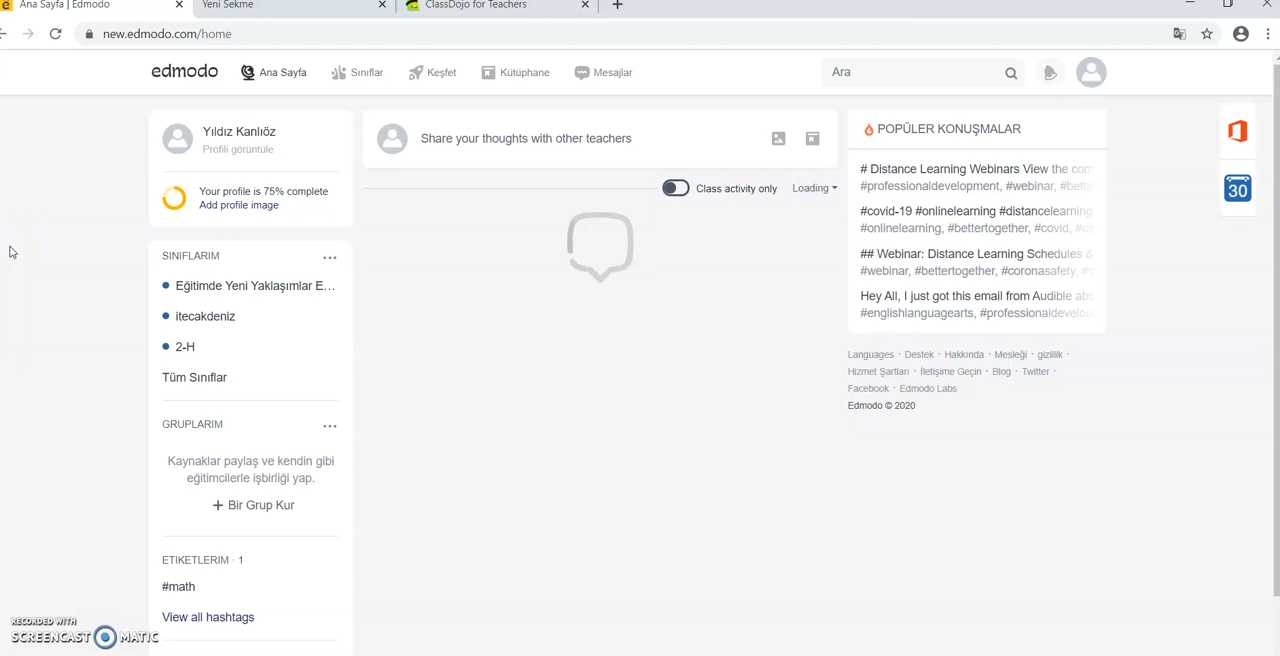 Ana Sayfa | Edmodo
Yeni Sekme
ClassDojo for Teachers
new.edmodo.com/home
edmodo
Ana Sayfa
Sınıflar
Keşfet
Kütüphane
Mesajlar
Ara
Yıldız Kanlıöz
Profili görüntüle
Your profile is 75% complete
Add profile image
SINIFLARIM
Eğitimde Yeni Yaklaşımlar E...
itecakdeniz
2-H
Tüm Sınıflar
GRUPLARIM
Kaynaklar paylaş ve kendin gibi
eğitimcilerle işbirliği yap.
+ Bir Grup Kur
ETIKETLERIM · 1
#math
View all hashtags
Share your thoughts with other teachers
Class activity only
Loading
POPÜLER KONUŞMALAR
# Distance Learning Webinars View the com
#professionaldevelopment, #webinar, #bette
#covid-19 #onlinelearning #distancelearning
#onlinelearning, #bettertogether, #covid, #co
## Webinar: Distance Learning Schedules &
#webinar, #bettertogether, #coronasafety, #
Hey All, I just got this email from Audible abo
#englishlanguagearts, #professionaldevelop
Languages · Destek · Hakkında · Mesleği · gizlilik ·
Hizmet Şartları · İletişime Geçin · Blog · Twitter ·
Facebook · Edmodo Labs
Edmodo © 2020
30
RECORDED WITH
SCREENCAST MATIC